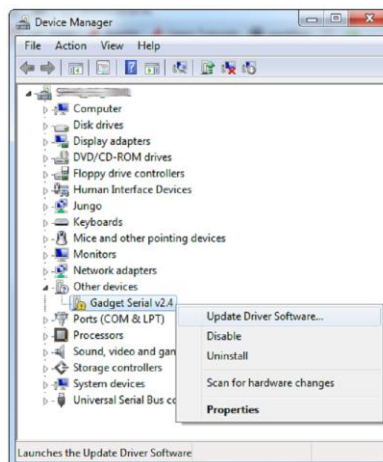 Device Manager
File Action View Help
Computer
Disk drives
Display adapters
DVD/CD-ROM drives
Floppy drive controllers
Human Interface Devices
Jungo
Keyboards
Mice and other pointing devices
Monitors
Network adapters
Other devices
Gadget Serial v2.4
Ports (COM & LPT)
Processors
Sound, video and gan
Storage controllers
System devices
Universal Serial Bus co
Update Driver Software...
Disable
Uninstall
Scan for hardware changes
Properties
Launches the Update Driver Software